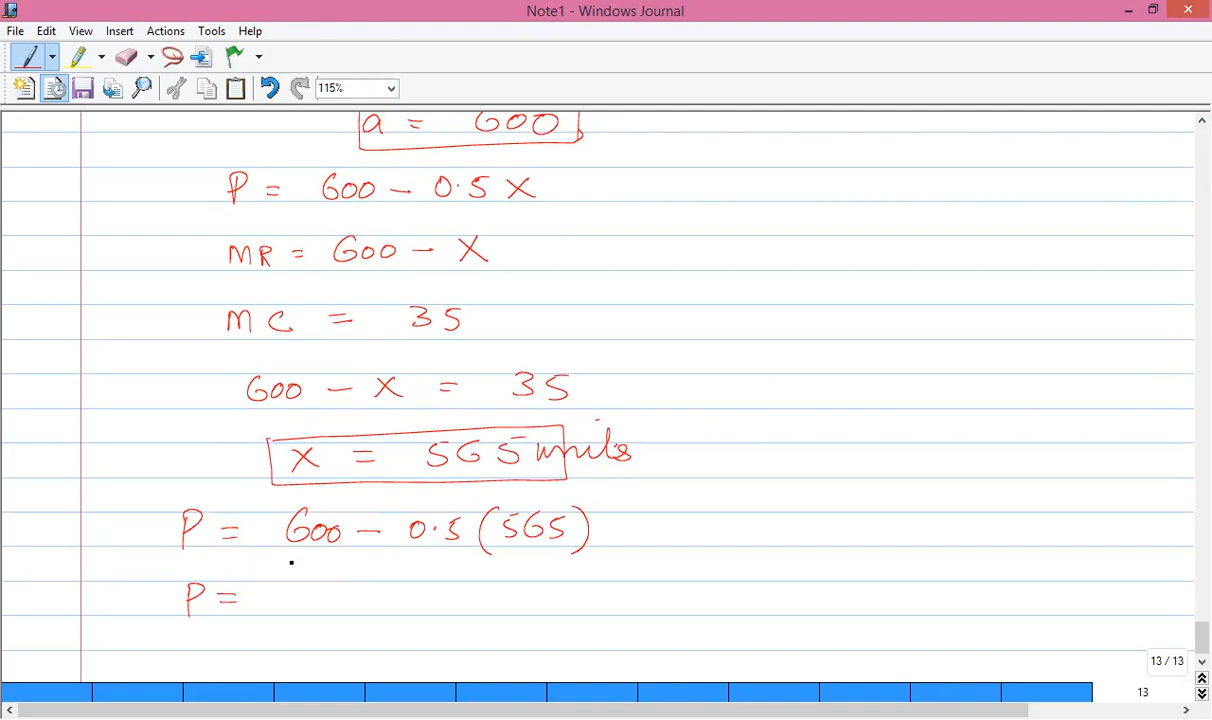 Note1 - Windows Journal
File Edit View Insert Actions Tools Help
115%
a = 600
P = 600 - 0.5 X
MR = 600 - X
MC = 35
600 - X = 35
X = 565 units
P = 600 - 0.5 (565)
P =
13 / 13
13